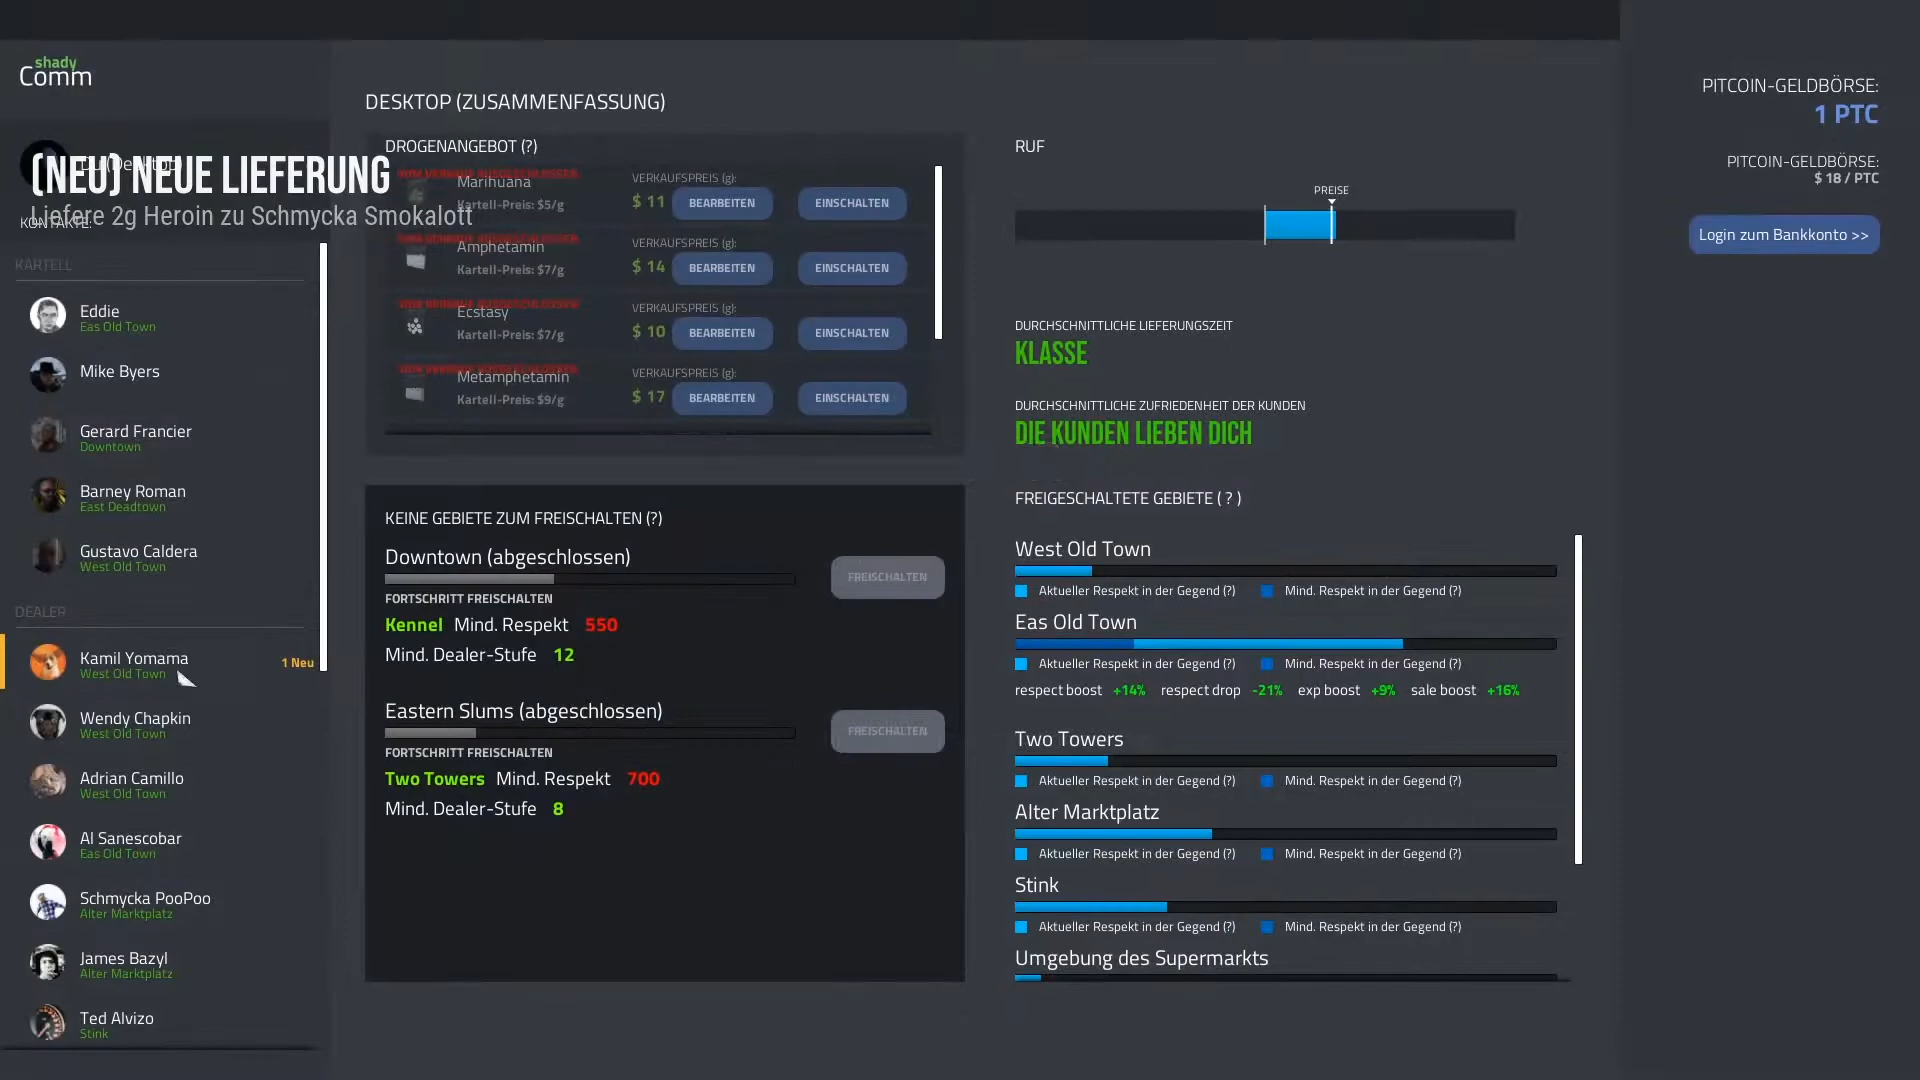 shady
Comm
(NEU) NEUE LIEFERUNG
Liefere 2g Heroin zu Schmycka Smokalott
KONTAKTE:
KARTELL
Eddie
Eas Old Town
Mike Byers
Gerard Francier
Downtown
Barney Roman
East Deadtown
Gustavo Caldera
West Old Town
DEALER
Kamil Yomama
West Old Town
1 Neu
Wendy Chapkin
West Old Town
Adrian Camillo
West Old Town
Al Sanescobar
Eas Old Town
Schmycka PooPoo
Alter Marktplatz
James Bazyl
Alter Marktplatz
Ted Alvizo
Stink
DESKTOP (ZUSAMMENFASSUNG)
DROGENANGEBOT (?)
Marihuana
Kartell-Preis: $5/g
VERKAUFSPREIS (g):
$ 11
BEARBEITEN
EINSCHALTEN
Amphetamin
Kartell-Preis: $7/g
VERKAUFSPREIS (g):
$ 14
BEARBEITEN
EINSCHALTEN
Ecstasy
Kartell-Preis: $7/g
VERKAUFSPREIS (g):
$ 10
BEARBEITEN
EINSCHALTEN
Metamphetamin
Kartell-Preis: $9/g
VERKAUFSPREIS (g):
$ 17
BEARBEITEN
EINSCHALTEN
KEINE GEBIETE ZUM FREISCHALTEN (?)
Downtown (abgeschlossen)
FREISCHALTEN
FORTSCHRITT FREISCHALTEN
Kennel Mind. Respekt 550
Mind. Dealer-Stufe 12
Eastern Slums (abgeschlossen)
FREISCHALTEN
FORTSCHRITT FREISCHALTEN
Two Towers Mind. Respekt 700
Mind. Dealer-Stufe 8
RUF
PREISE
DURCHSCHNITTLICHE LIEFERUNGSZEIT
KLASSE
DURCHSCHNITTLICHE ZUFRIEDENHEIT DER KUNDEN
DIE KUNDEN LIEBEN DICH
FREIGESCHALTETE GEBIETE ( ? )
West Old Town
Aktueller Respekt in der Gegend (?) Mind. Respekt in der Gegend (?)
Eas Old Town
Aktueller Respekt in der Gegend (?) Mind. Respekt in der Gegend (?)
respect boost +14% respect drop -21% exp boost +9% sale boost +16%
Two Towers
Aktueller Respekt in der Gegend (?) Mind. Respekt in der Gegend (?)
Alter Marktplatz
Aktueller Respekt in der Gegend (?) Mind. Respekt in der Gegend (?)
Stink
Aktueller Respekt in der Gegend (?) Mind. Respekt in der Gegend (?)
Umgebung des Supermarkts
PITCOIN-GELDBÖRSE:
1 PTC
PITCOIN-GELDBÖRSE:
$ 18 / PTC
Login zum Bankkonto >>